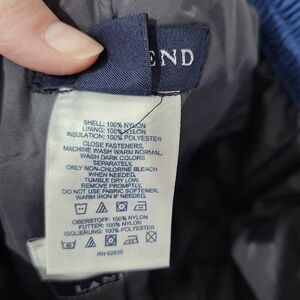 END
SHELL: 100% NYLON
LINING: 100% NYLON
INSULATION: 100% POLYESTER
CLOSE FASTENERS,
MACHINE WASH WARM NORMAL.
WASH DARK COLORS
SEPARATELY.
ONLY NON-CHLORINE BLEACH
WHEN NEEDED.
TUMBLE DRY LOW.
REMOVE PROMPTLY.
DO NOT USE FABRIC SOFTENER.
WARM IRON IF NEEDED.
OBERSTOFF: 100% NYLON
FUTTER: 100% NYLON
ISOLIERUNG: 100% POLYESTER
RN 62830
LAN